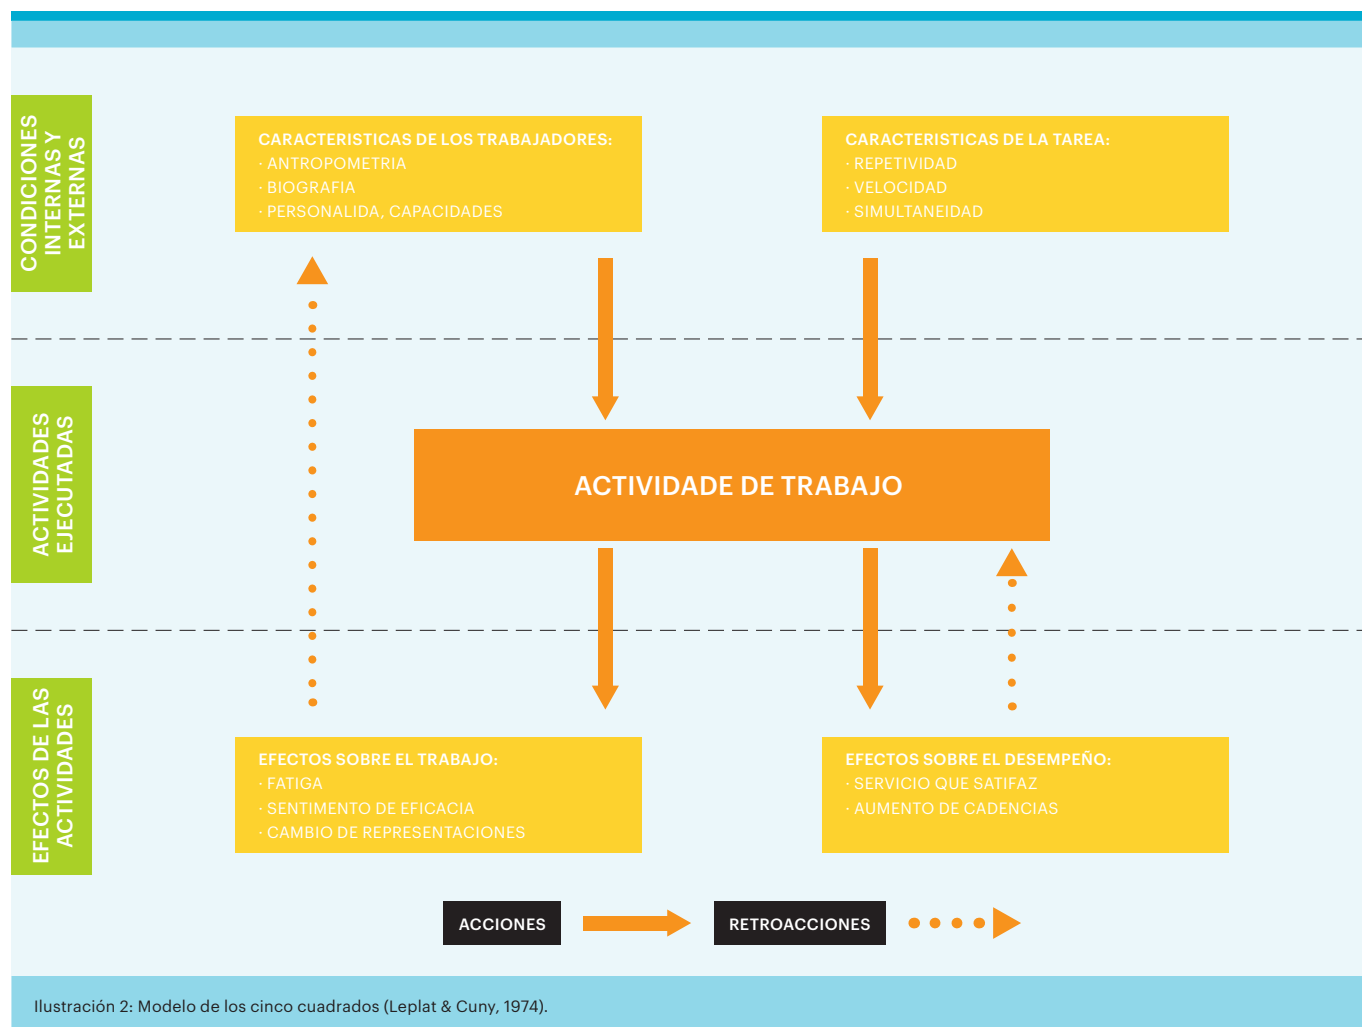 CONDICIONES
INTERNAS Y
EXTERNAS
CARACTERISTICAS DE LOS TRABAJADORES:
· ANTROPOMETRIA
· BIOGRAFIA
· PERSONALIDA, CAPACIDADES
CARACTERISTICAS DE LA TAREA:
· REPETIVIDAD
· VELOCIDAD
· SIMULTANEIDAD
ACTIVIDADES
EJECUTADAS
ACTIVIDADE DE TRABAJO
EFECTOS DE LAS
ACTIVIDADES
EFECTOS SOBRE EL TRABAJO:
· FATIGA
· SENTIMENTO DE EFICACIA
· CAMBIO DE REPRESENTACIONES
EFECTOS SOBRE EL DESEMPEÑO:
· SERVICIO QUE SATIFAZ
· AUMENTO DE CADENCIAS
ACCIONES
RETROACCIONES
Ilustración 2: Modelo de los cinco cuadrados (Leplat & Cuny, 1974).